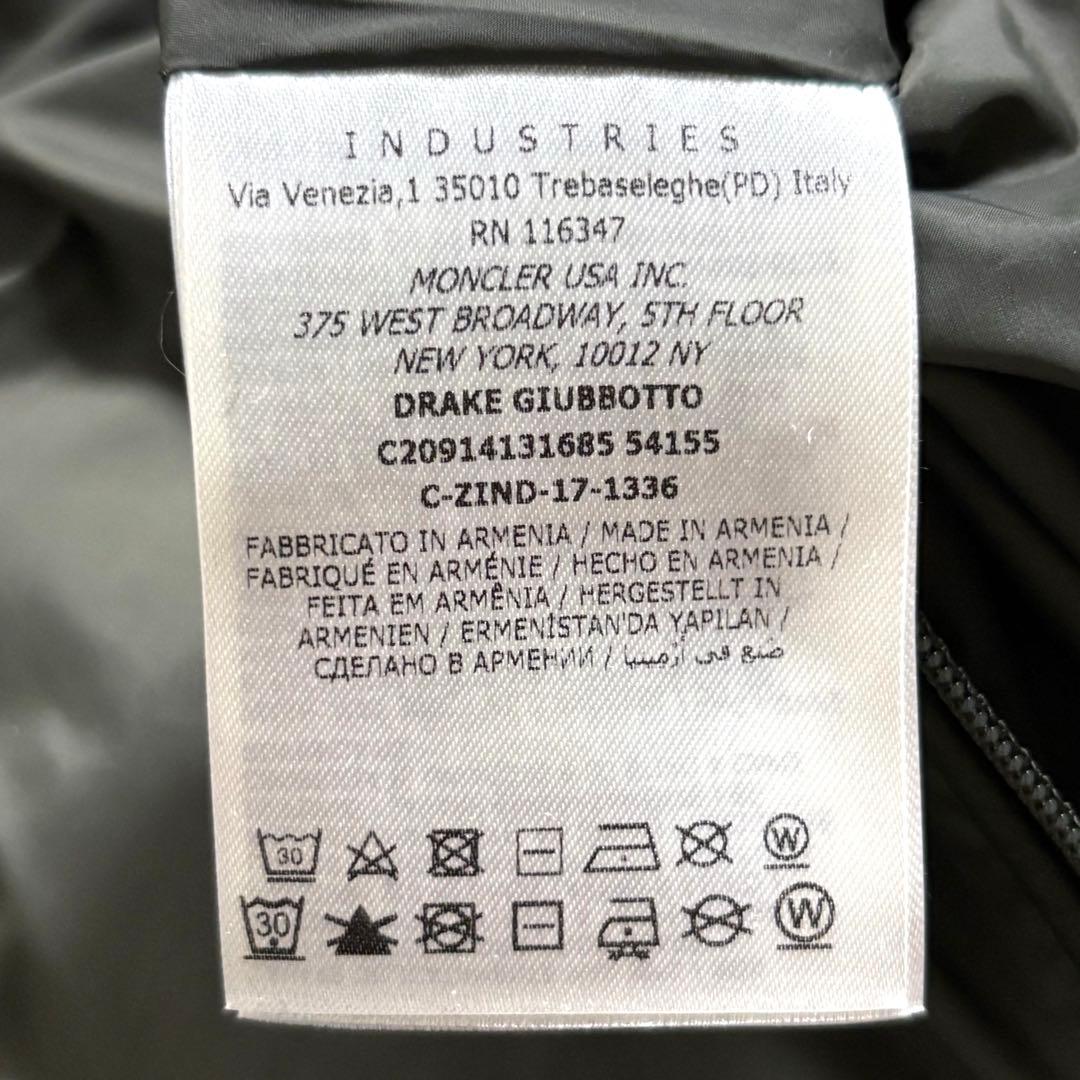 INDUSTRIES
Via Venezia,1 35010 Trebaseleghe(PD) Italy
RN 116347
MONCLER USA INC.
375 WEST BROADWAY, 5TH FLOOR
NEW YORK, 10012 NY
DRAKE GIUBBOTTO
C20914131685 54155
C-ZIND-17-1336
FABBRICATO IN ARMENIA / MADE IN ARMENIA /
FABRIQUÉ EN ARMÉNIE / HECHO EN ARMENIA /
FEITA EM ARMÊNIA / HERGESTELLT IN
ARMENIEN / ERMENİSTAN'DA YAPILAN /
СДЕЛАНО В АРМЕНИИ / صنع في أرمينيا
30 W
30 W